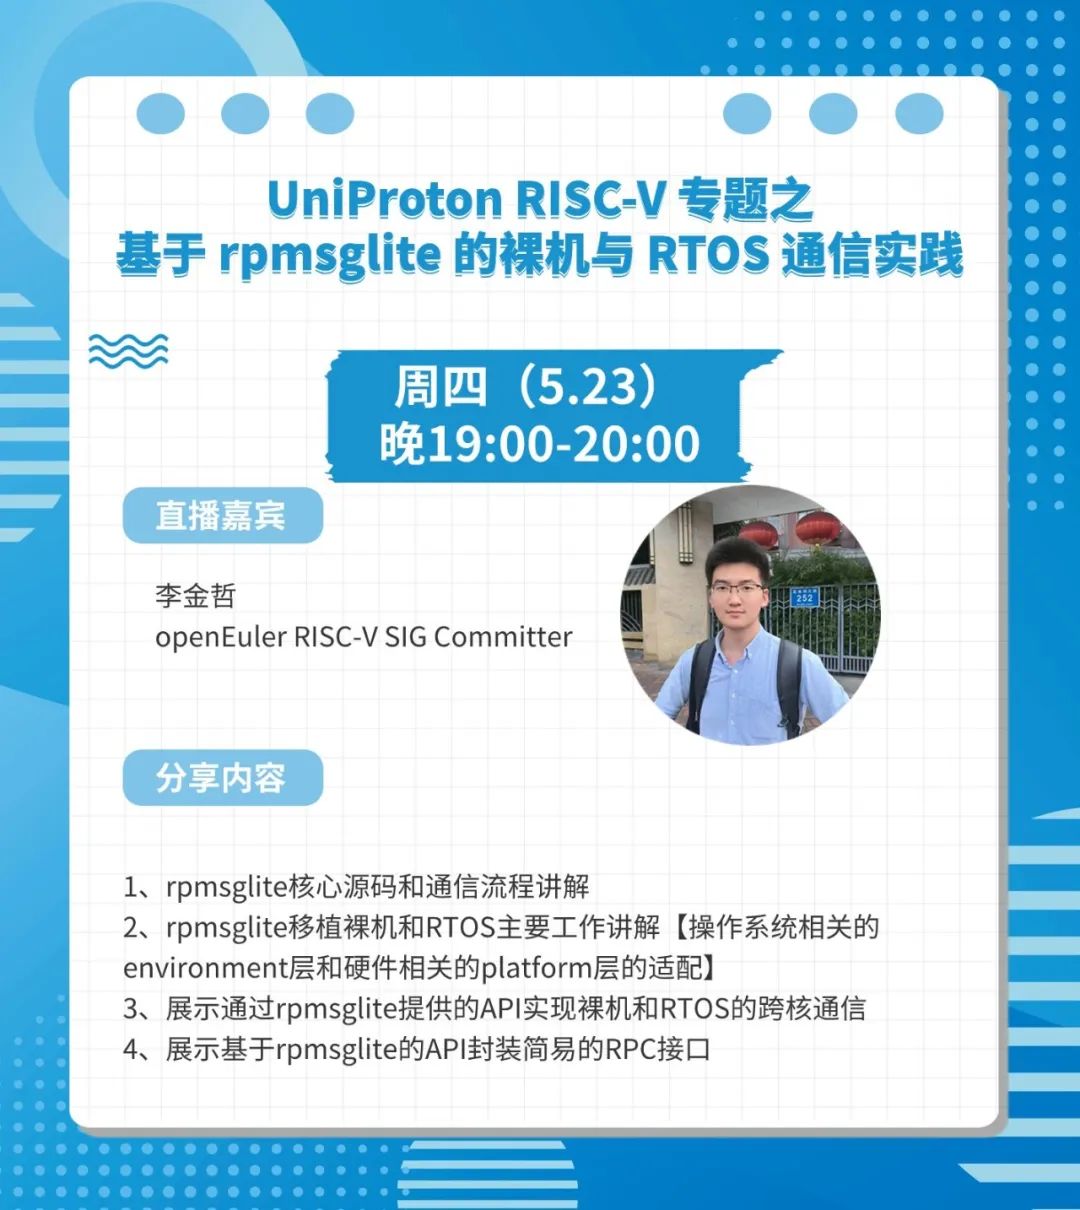 UniProton RISC-V 专题之
基于 rpmsglite 的裸机与 RTOS 通信实践
周四（5.23）
晚19:00-20:00
直播嘉宾
李金哲
openEuler RISC-V SIG Committer
252
分享内容
1、rpmsglite核心源码和通信流程讲解
2、rpmsglite移植裸机和RTOS主要工作讲解【操作系统相关的
environment层和硬件相关的platform层的适配】
3、展示通过rpmsglite提供的API实现裸机和RTOS的跨核通信
4、展示基于rpmsglite的API封装简易的RPC接口